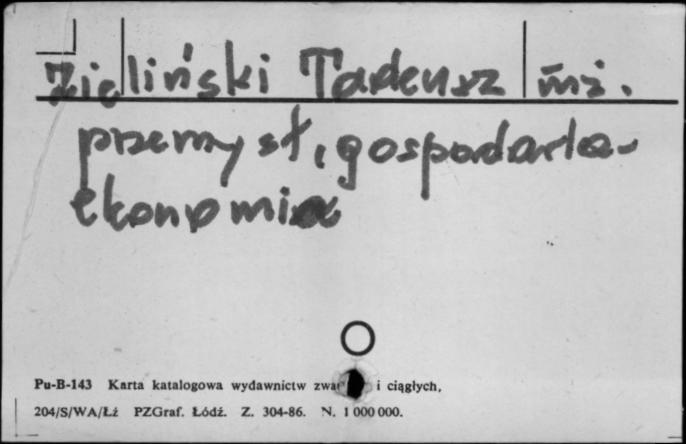 Zieliński Tadeusz inż.
przemysł, gospodarka-
ekonomia
Pu-B-143 Karta katalogowa wydawnictw i ciągłych,
204/S/WA/Łż PZGraf. Łódź. Z. 304-86. N. 1 000 000.